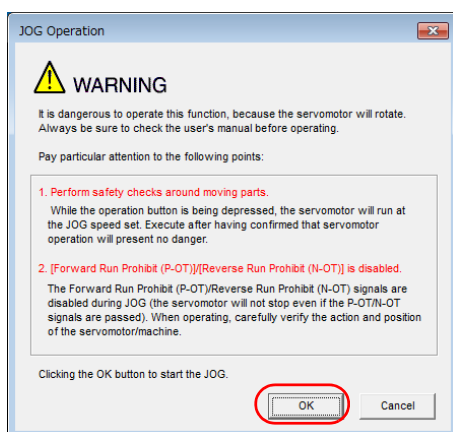 JOG Operation
WARNING
It is dangerous to operate this function, because the servomotor will rotate.
Always be sure to check the user's manual before operating.
Pay particular attention to the following points:
1. Perform safety checks around moving parts.
While the operation button is being depressed, the servomotor will run at
the JOG speed set. Execute after having confirmed that servomotor
operation will present no danger.
2. [Forward Run Prohibit (P-OT)]/[Reverse Run Prohibit (N-OT)] is disabled.
The Forward Run Prohibit (P-OT)/Reverse Run Prohibit (N-OT) signals are
disabled during JOG (the servomotor will not stop even if the P-OT/N-OT
signals are passed). When operating, carefully verify the action and position
of the servomotor/machine.
Clicking the OK button to start the JOG.
OK
Cancel